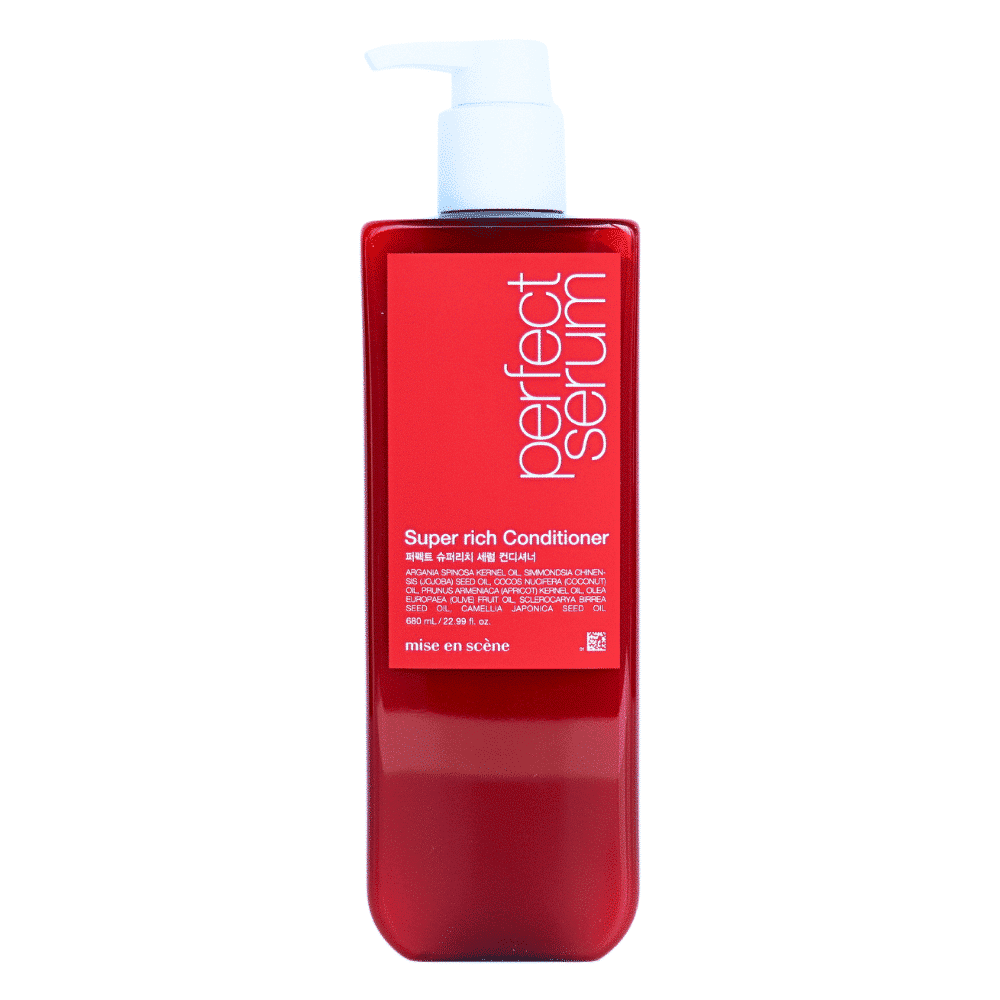 perfect
serum
Super rich Conditioner
퍼펙트 슈퍼리치 세럼 컨디셔너
ARGANIA SPINOSA KERNEL OIL, SIMMONDSIA CHINEN-
SIS (JOJOBA) SEED OIL, COCOS NUCIFERA (COCONUT)
OIL, PRUNUS ARMENIACA (APRICOT) KERNEL OIL, OLEA
EUROPAEA (OLIVE) FRUIT OIL, SCLEROCARYA BIRREA
SEED OIL, CAMELLIA JAPONICA SEED OIL
680 mL / 22.99 fl. oz.
mise en scène